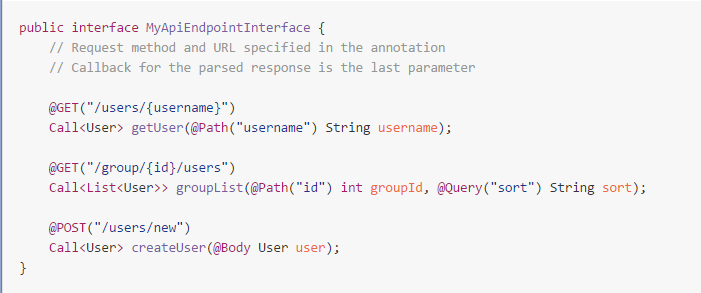 public interface MyApiEndpointInterface {
    // Request method and URL specified in the annotation
    // Callback for the parsed response is the last parameter

    @GET("/users/{username}")
    Call<User> getUser(@Path("username") String username);

    @GET("/group/{id}/users")
    Call<List<User>> groupList(@Path("id") int groupId, @Query("sort") String sort);

    @POST("/users/new")
    Call<User> createUser(@Body User user);
}